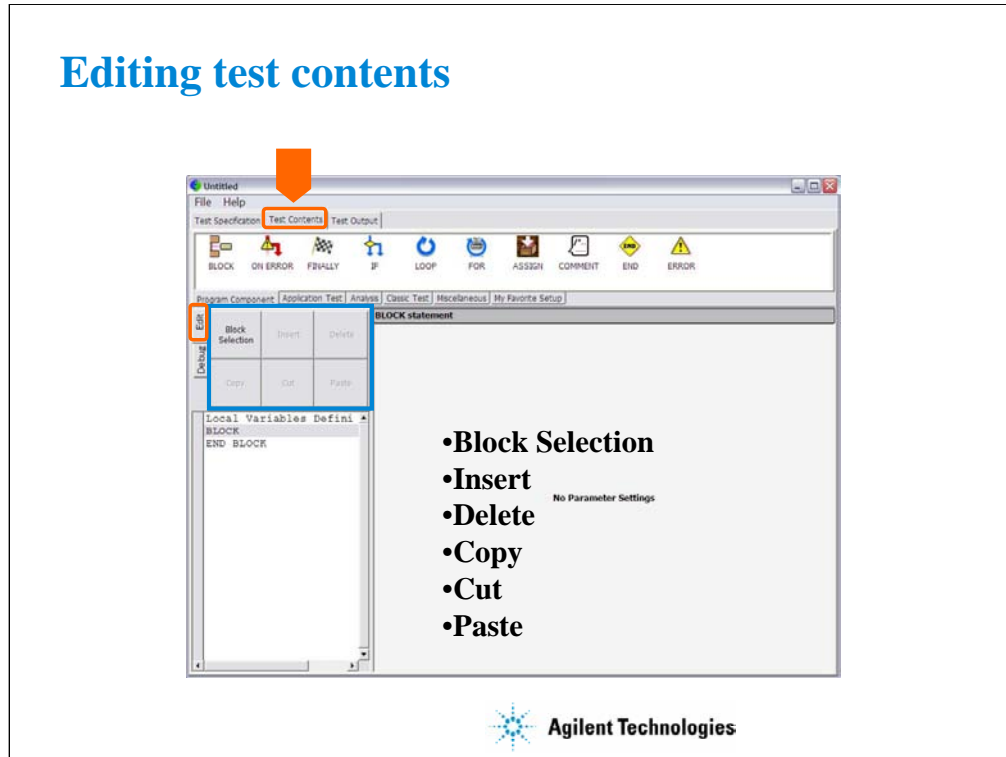 Editing test contents
Untitled
File Help
Test Specification Test Contents Test Output
BLOCK ON ERROR FINALLY IF LOOP FOR ASSIGN COMMENT END ERROR
Program Component Application Test Analysis Classic Test Miscellaneous My Favorite Setup
Edit
Debug
Block Selection Insert Delete
Copy Cut Paste
BLOCK statement
Local Variables Defini
BLOCK
END BLOCK
•Block Selection
•Insert
No Parameter Settings
•Delete
•Copy
•Cut
•Paste
Agilent Technologies